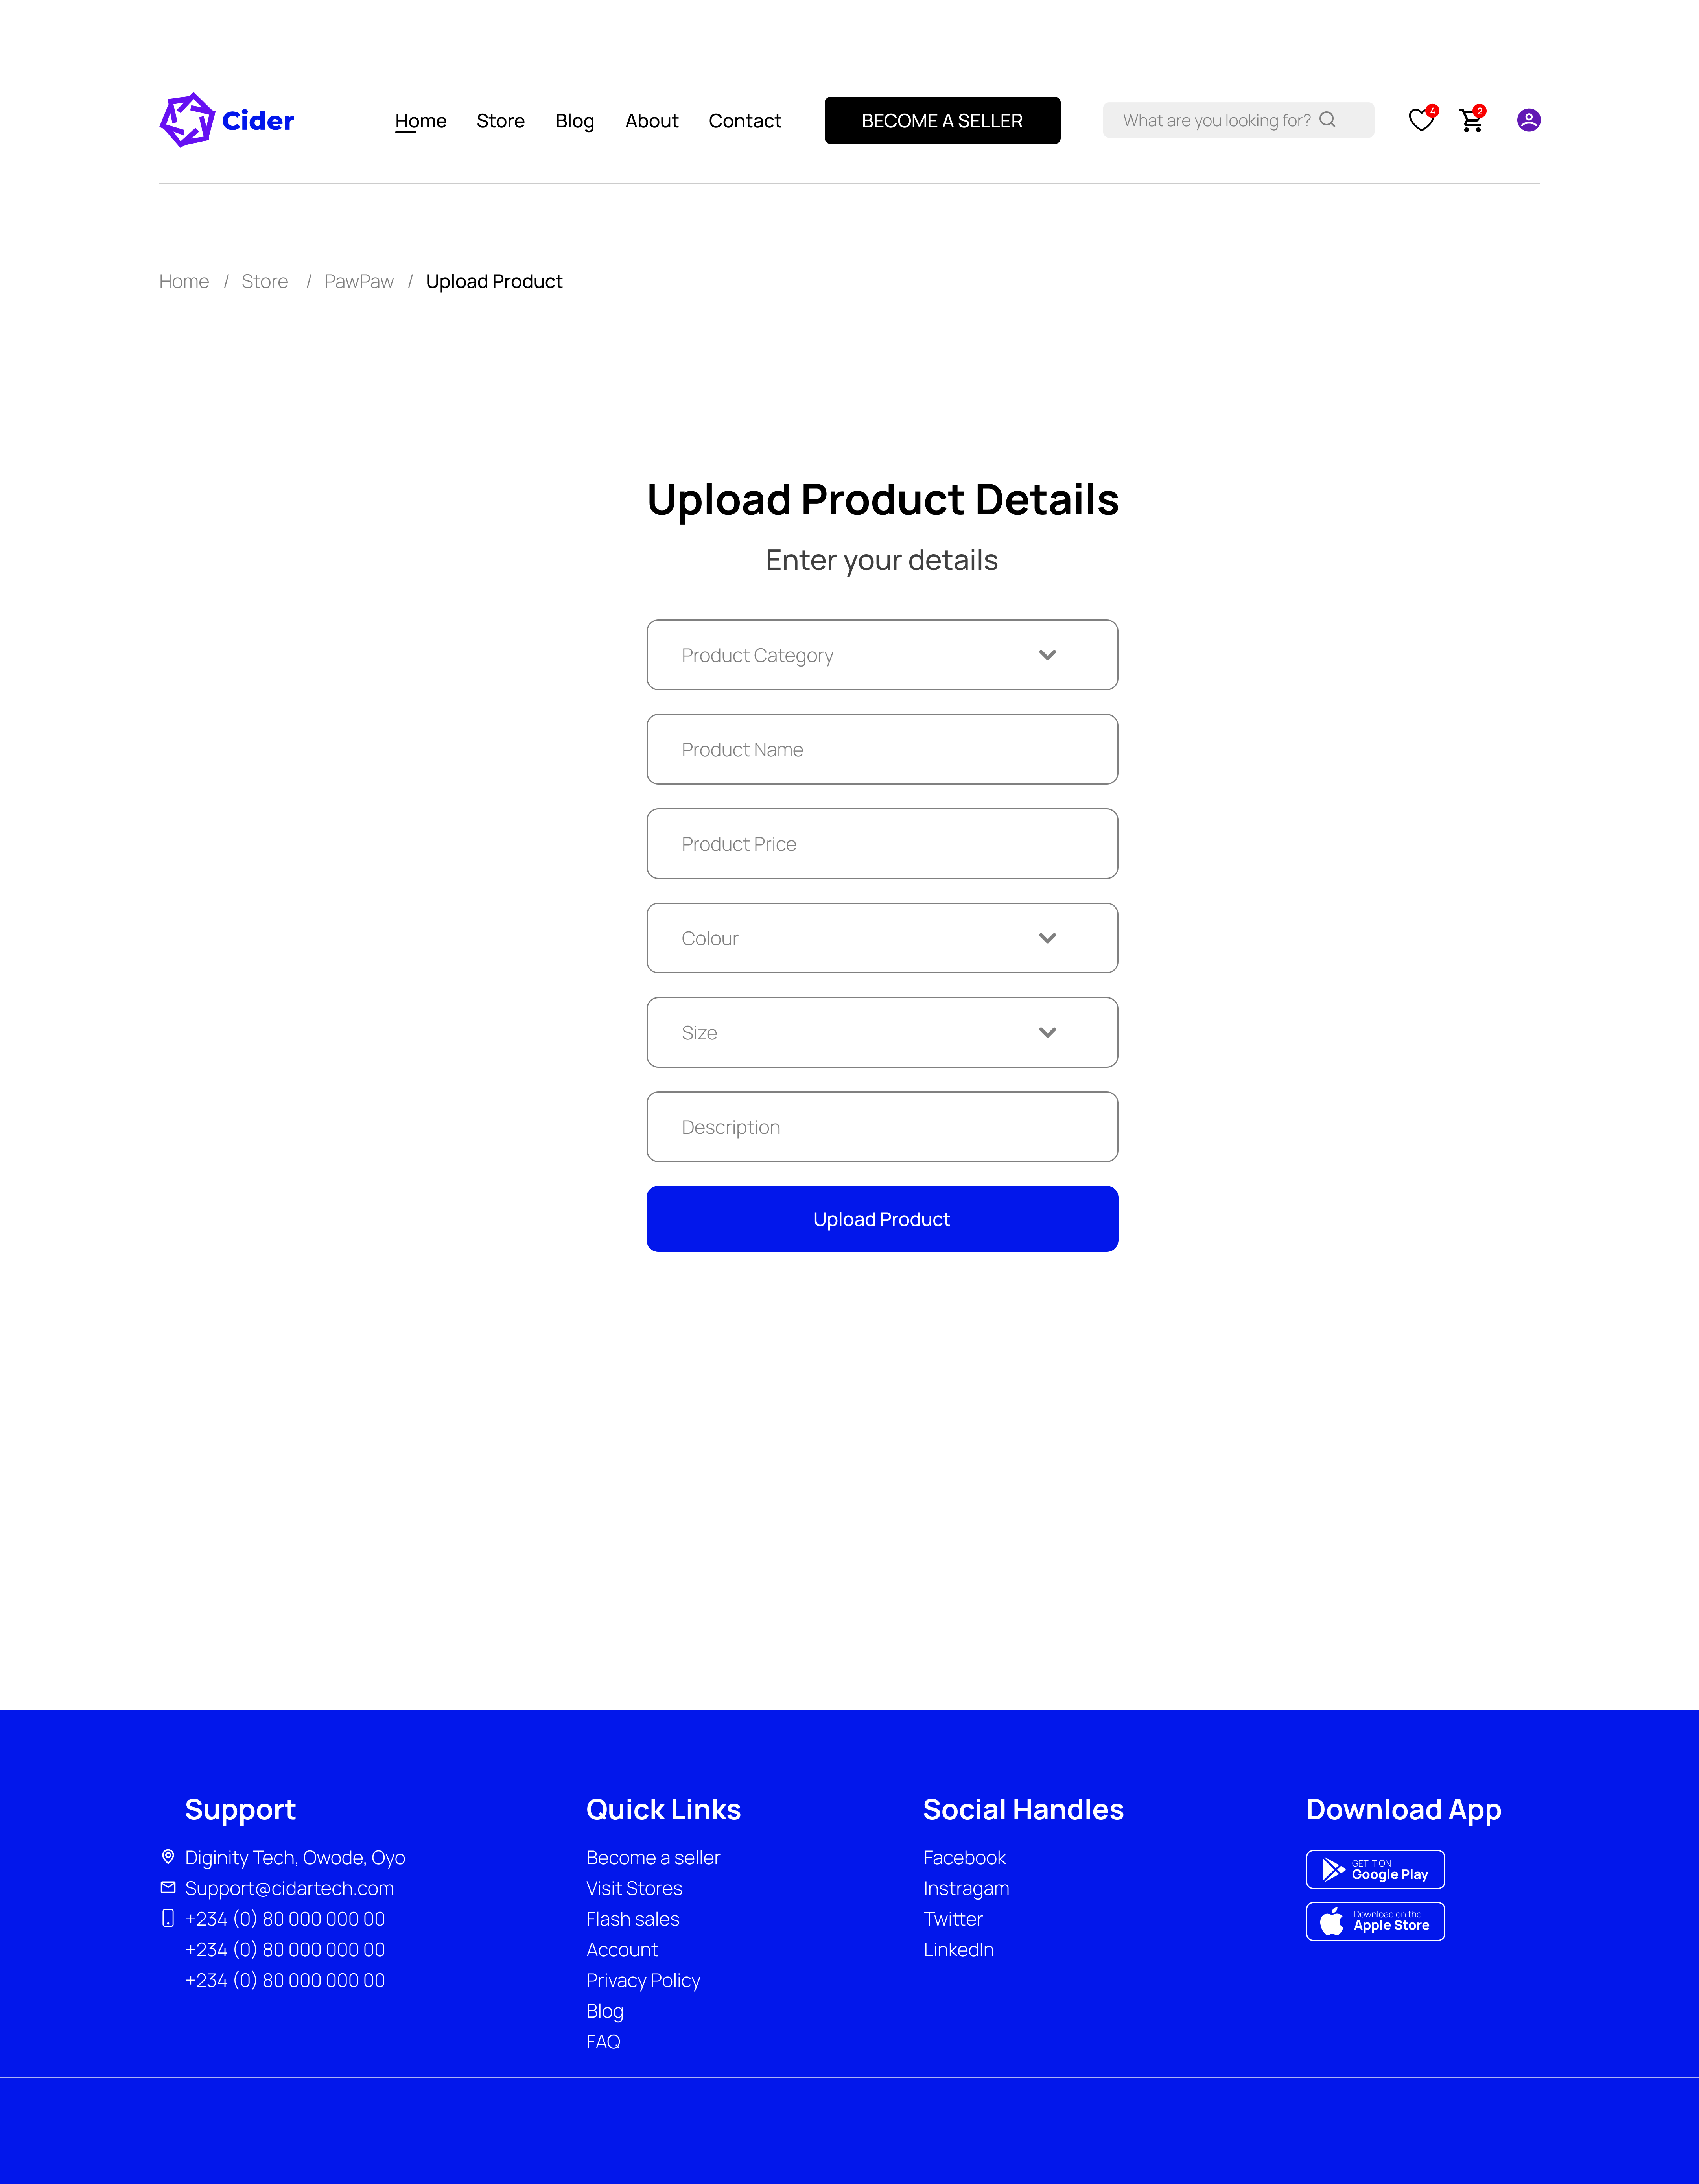 Cider
Home Store Blog About Contact BECOME A SELLER What are you looking for? 4 2
Home / Store / PawPaw / Upload Product
Upload Product Details
Enter your details
Product Category
Product Name
Product Price
Colour
Size
Description
Upload Product
Support
Diginity Tech, Owode, Oyo
Support@cidartech.com
+234 (0) 80 000 000 00
+234 (0) 80 000 000 00
+234 (0) 80 000 000 00
Quick Links
Become a seller
Visit Stores
Flash sales
Account
Privacy Policy
Blog
FAQ
Social Handles
Facebook
Instragam
Twitter
LinkedIn
Download App
GET IT ON
Google Play
Download on the
Apple Store